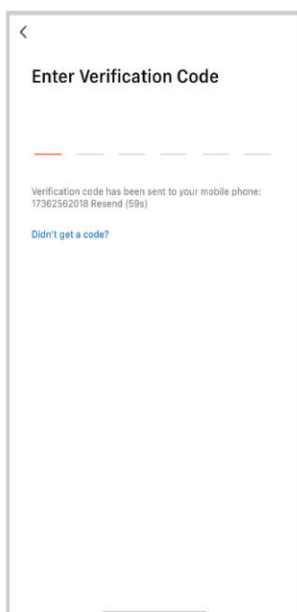 Enter Verification Code
Verification code has been sent to your mobile phone:
17362562018 Resend (59s)
Didn't get a code?